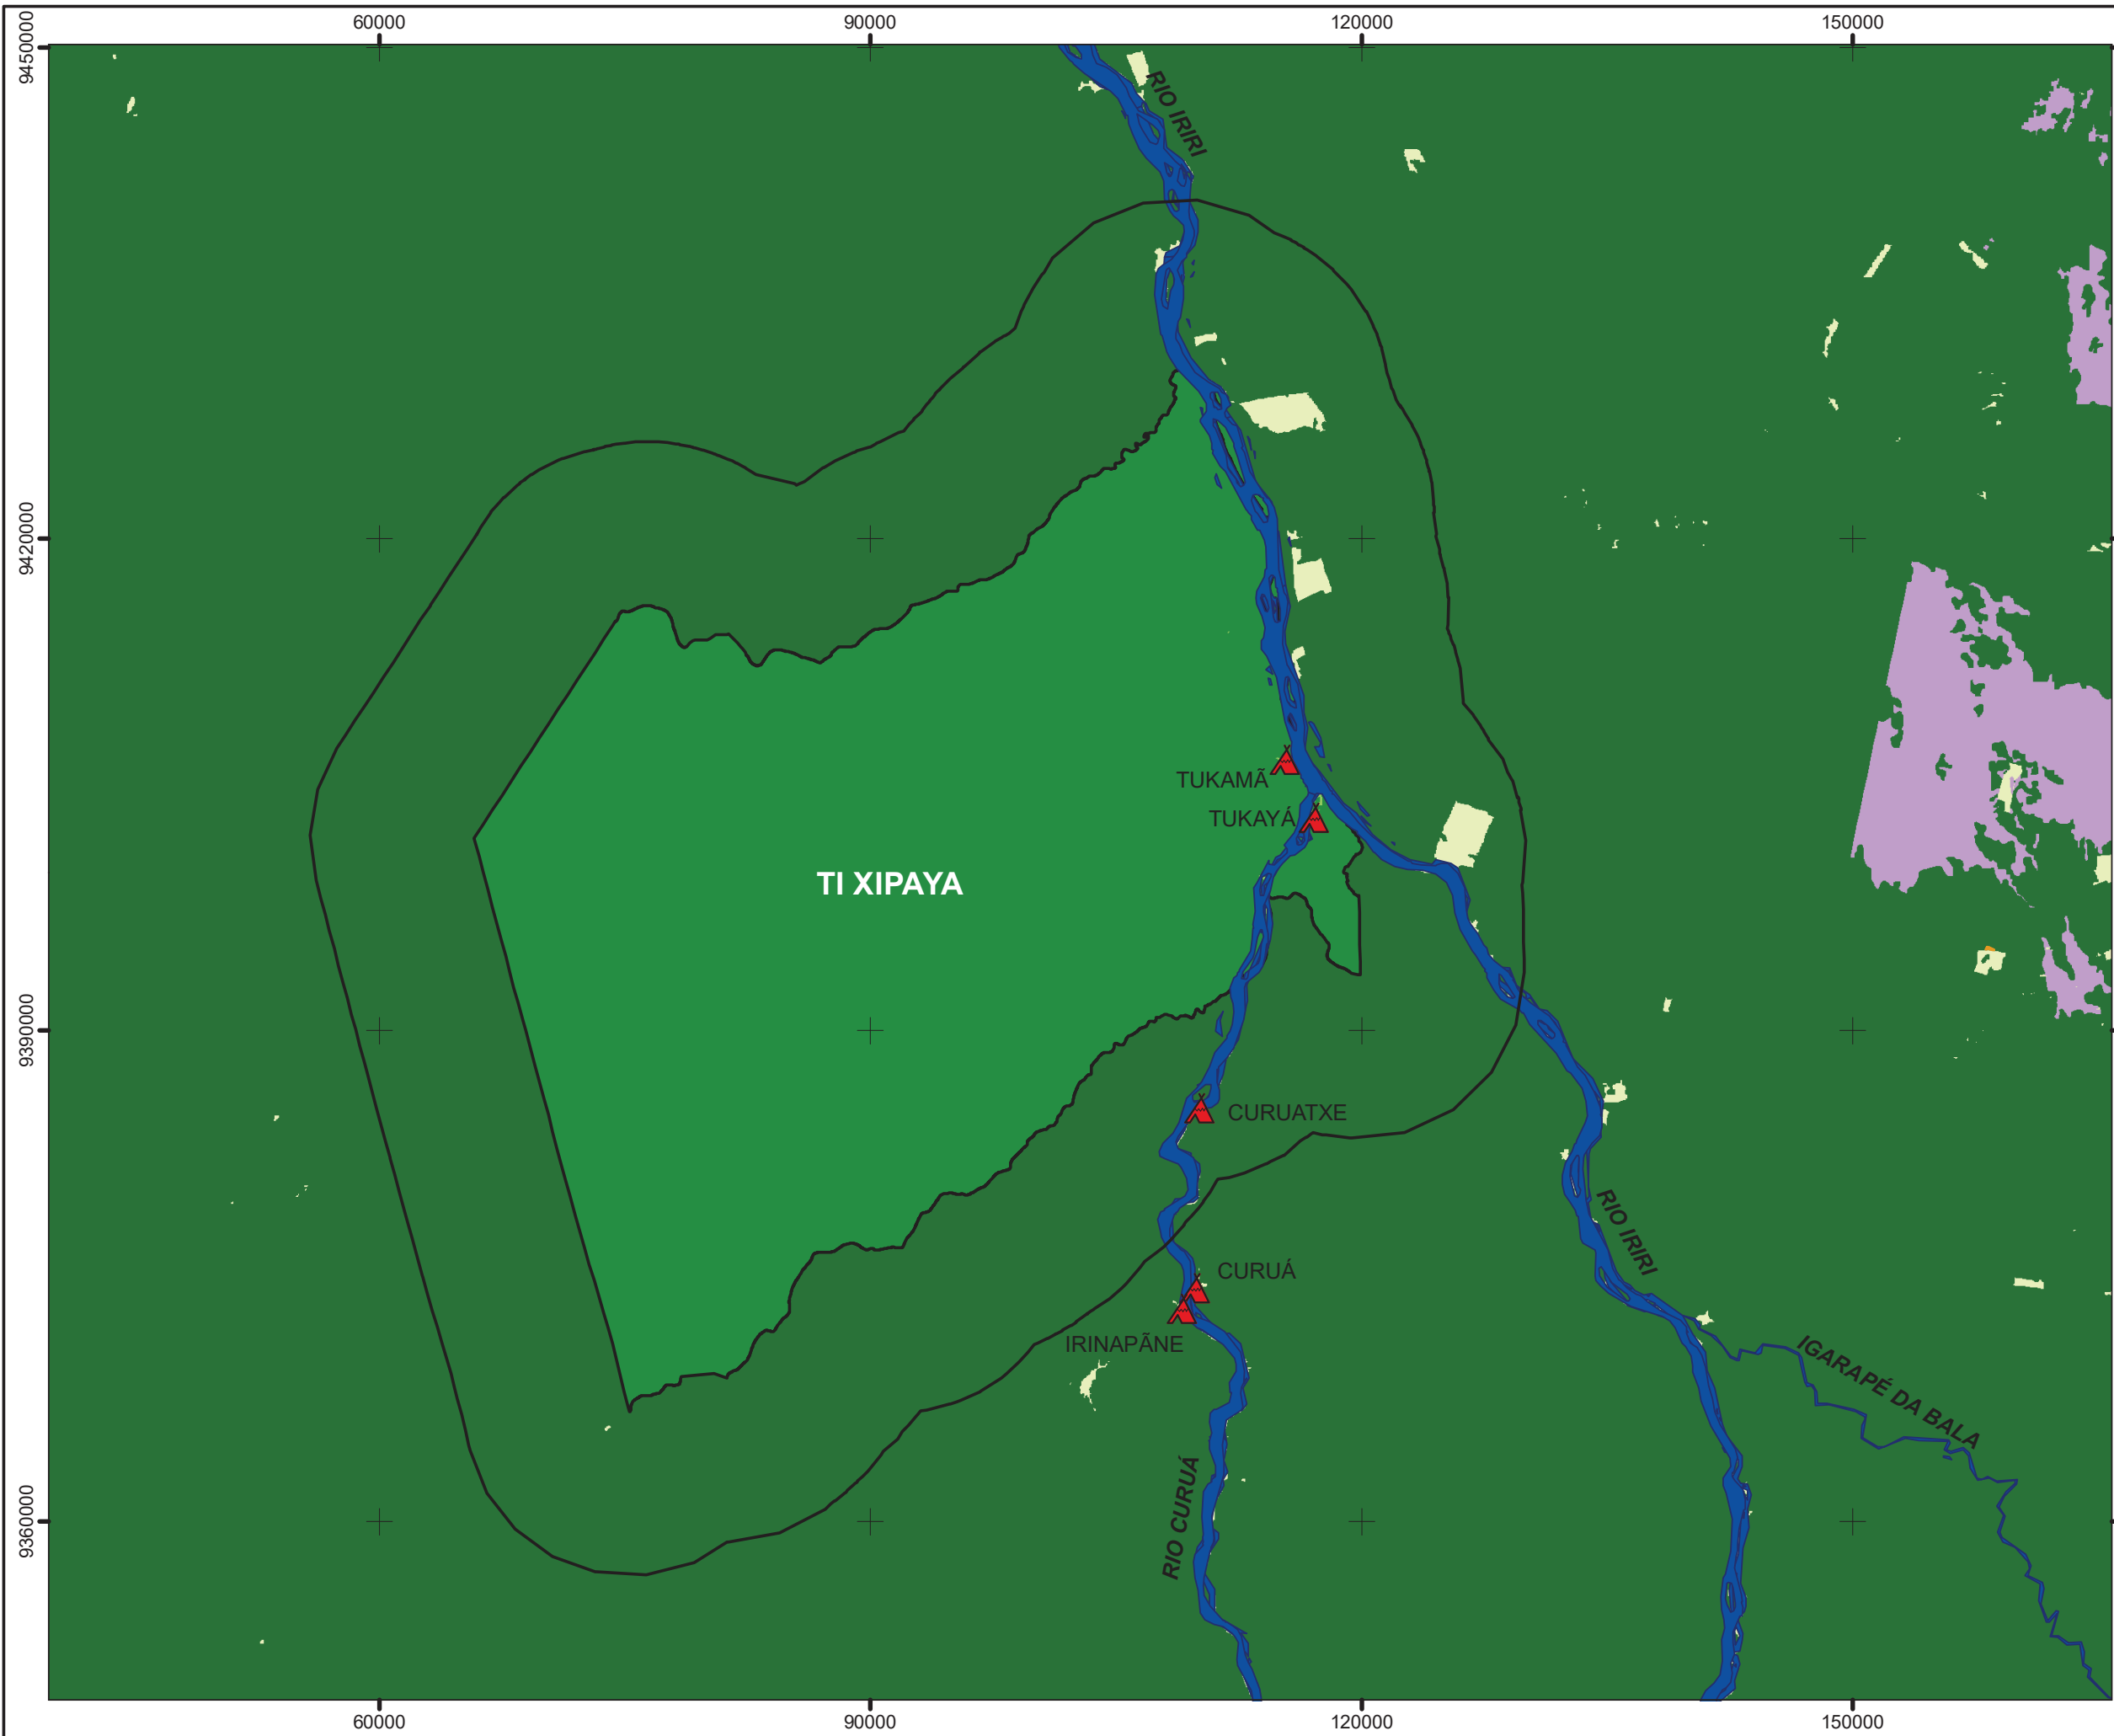 60000
90000
120000
150000
9450000
RIO IRIRI
9420000
TUKAMÃ
TUKAYÁ
TI XIPAYA
9390000
CURUATXE
RIO IRIRI
CURUÁ
IRINAPÃNE
IGARAPÉ DA BALA
RIO CURUÁ
9360000
60000
90000
120000
150000